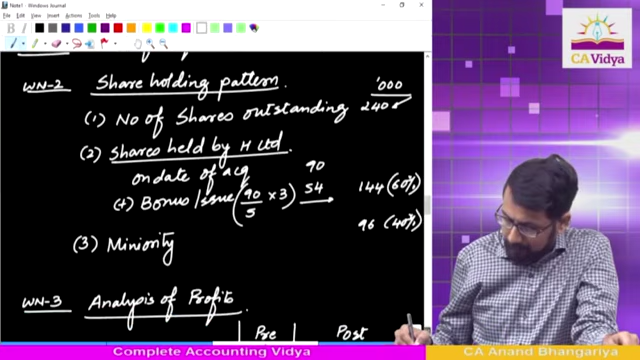 Note1 - Windows Journal
File Edit View Insert Actions Tools Help
WN-2 Share holding pattern.
'000
(1) No of Shares outstanding 240
(2) Shares held by H Ltd.
on date of acq 90
(+) Bonus Issue (90/5 × 3) 54 144 (60%)
(3) Minority 96 (40%)
WN-3 Analysis of Profits
Pre Post
CA Vidya
Complete Accounting Vidya CA Anand Bhangariya